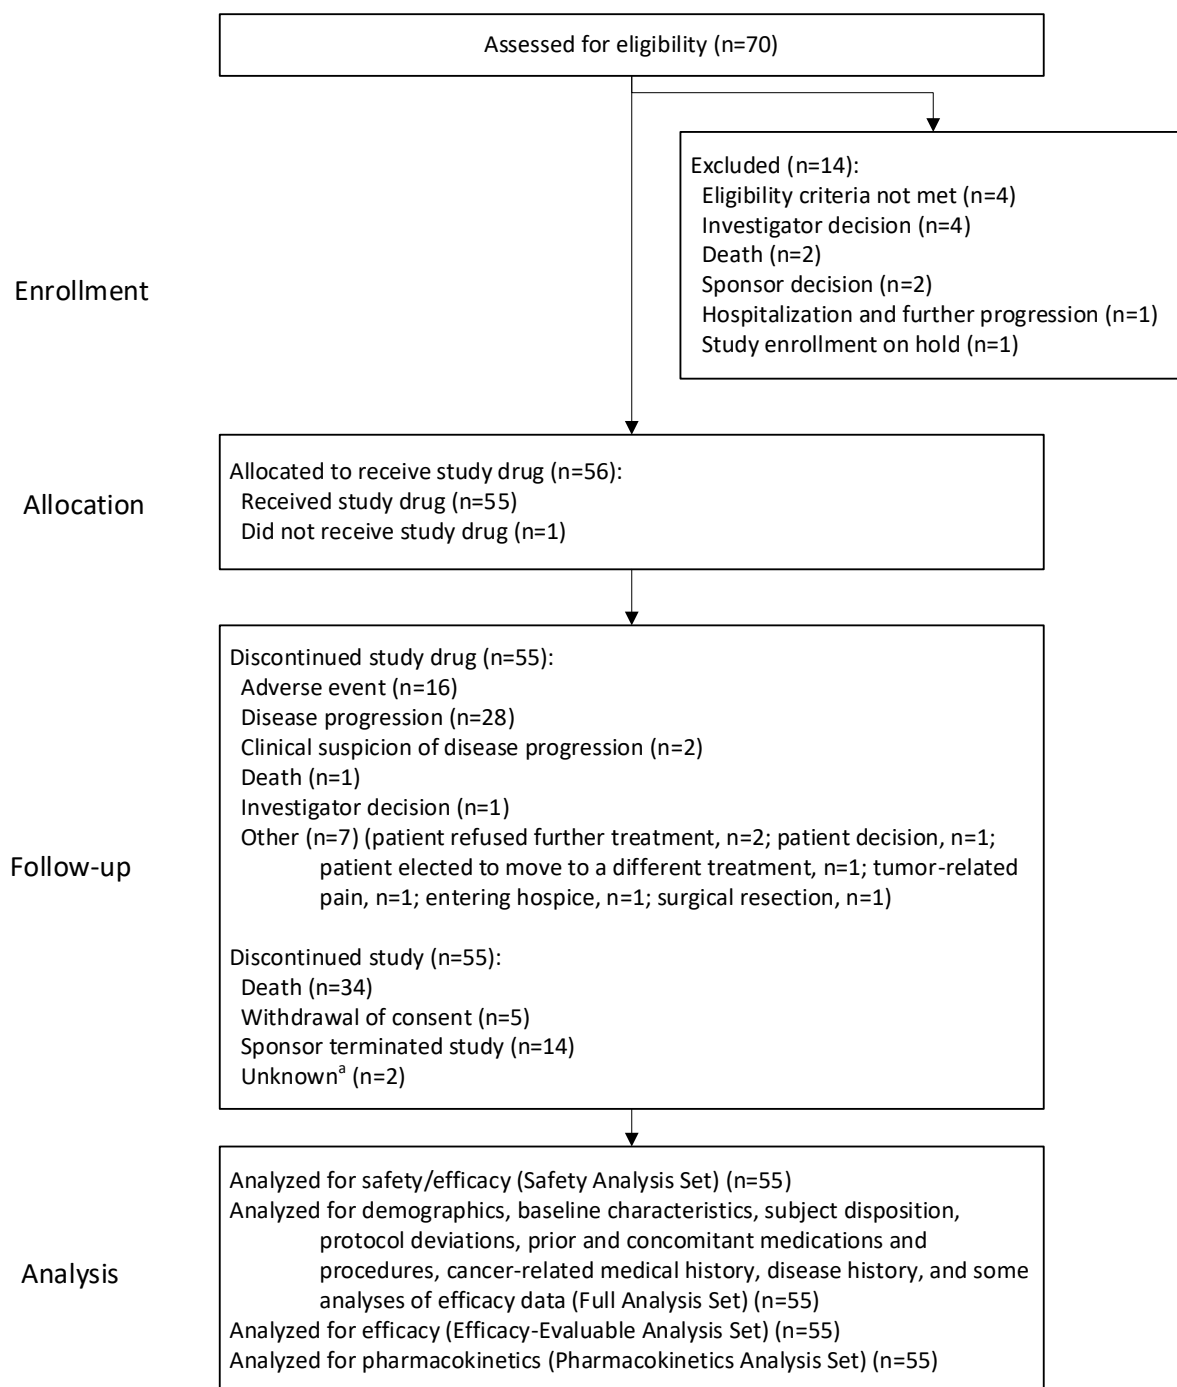 Assessed for eligibility (n=70)
Excluded (n=14):
Eligibility criteria not met (n=4)
Investigator decision (n=4)
Death (n=2)
Sponsor decision (n=2)
Hospitalization and further progression (n=1)
Study enrollment on hold (n=1)
Enrollment
Allocated to receive study drug (n=56):
Received study drug (n=55)
Did not receive study drug (n=1)
Allocation
Discontinued study drug (n=55):
Adverse event (n=16)
Disease progression (n=28)
Clinical suspicion of disease progression (n=2)
Death (n=1)
Investigator decision (n=1)
Other (n=7) (patient refused further treatment, n=2; patient decision, n=1;
patient elected to move to a different treatment, n=1; tumor-related
pain, n=1; entering hospice, n=1; surgical resection, n=1)
Follow-up
Discontinued study (n=55):
Death (n=34)
Withdrawal of consent (n=5)
Sponsor terminated study (n=14)
Unknownᵃ (n=2)
Analyzed for safety/efficacy (Safety Analysis Set) (n=55)
Analyzed for demographics, baseline characteristics, subject disposition,
protocol deviations, prior and concomitant medications and
procedures, cancer-related medical history, disease history, and some
analyses of efficacy data (Full Analysis Set) (n=55)
Analyzed for efficacy (Efficacy-Evaluable Analysis Set) (n=55)
Analyzed for pharmacokinetics (Pharmacokinetics Analysis Set) (n=55)
Analysis